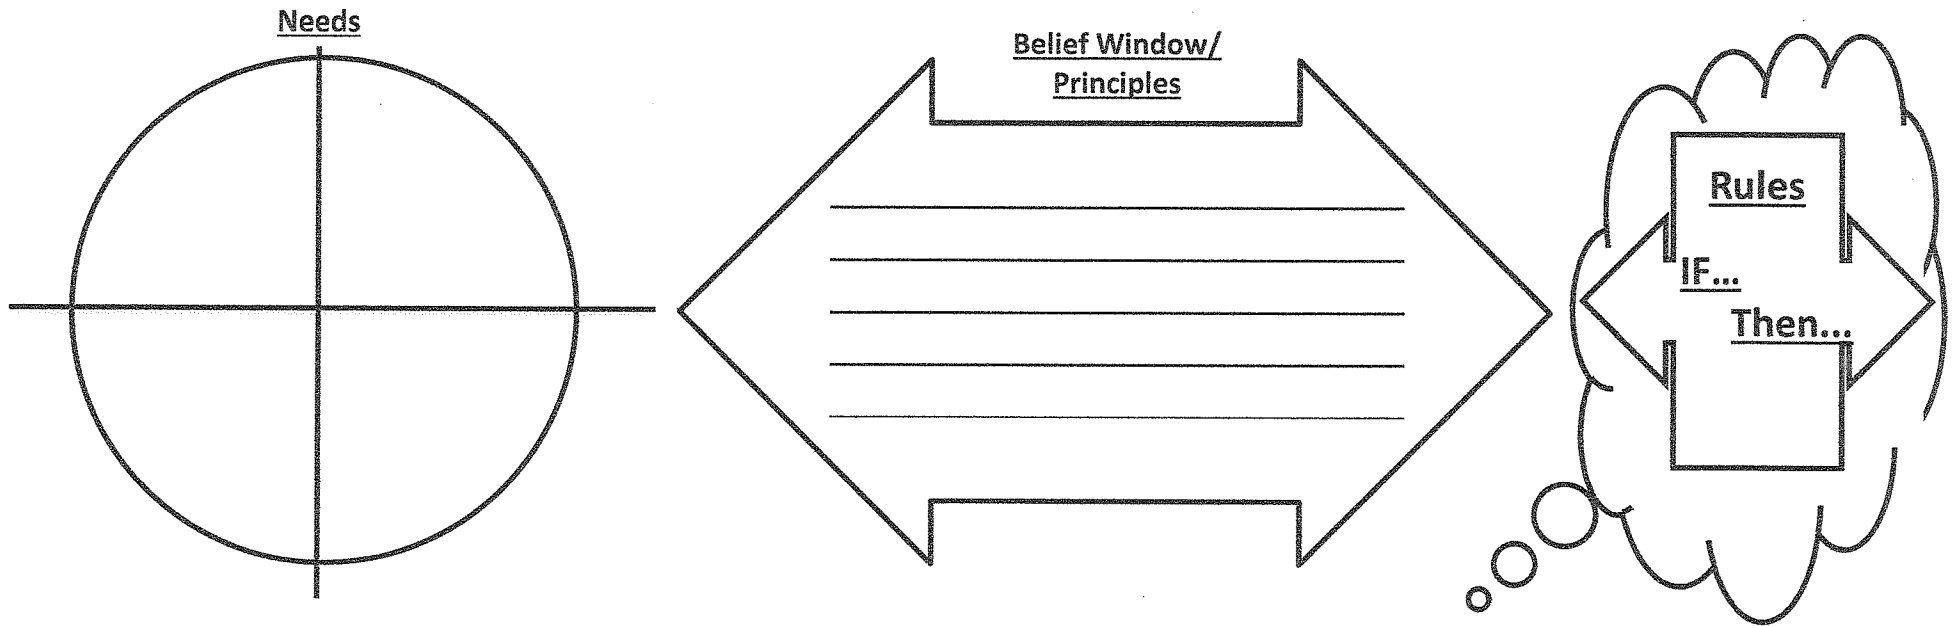 Needs
Belief Window/
Principles
Rules
IF...
Then...